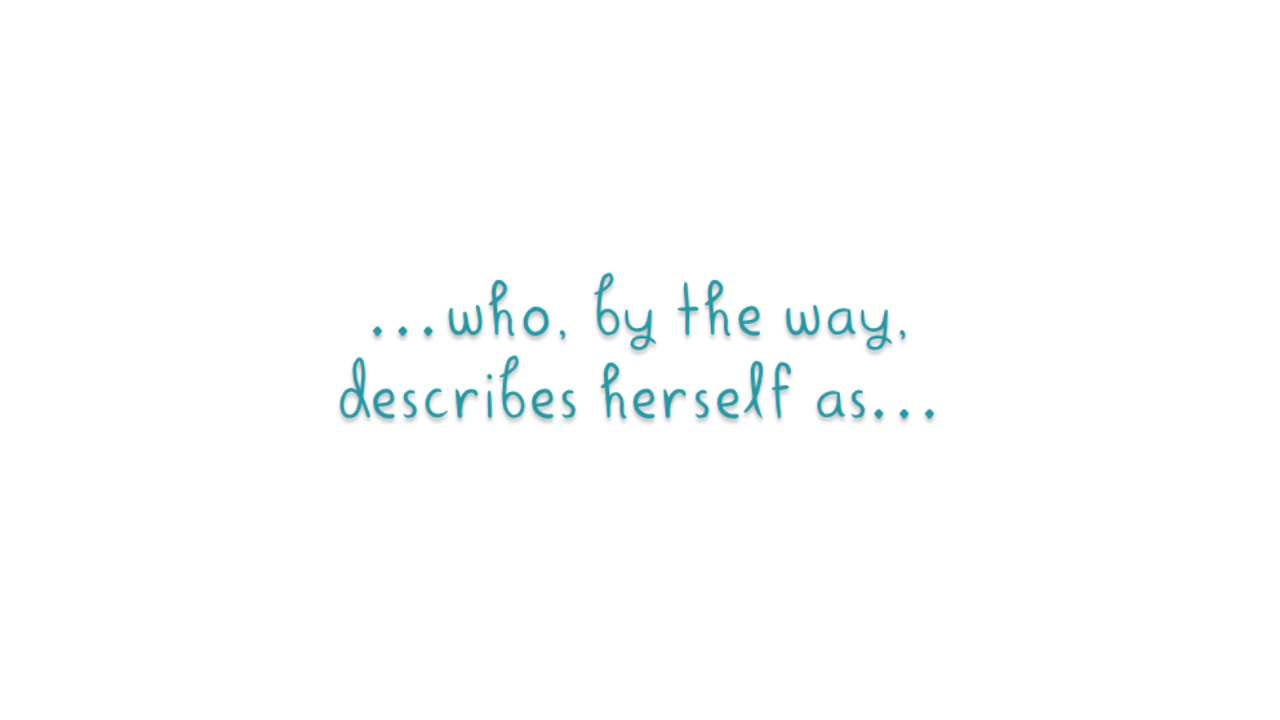 ...who, by the way,
describes herself as...